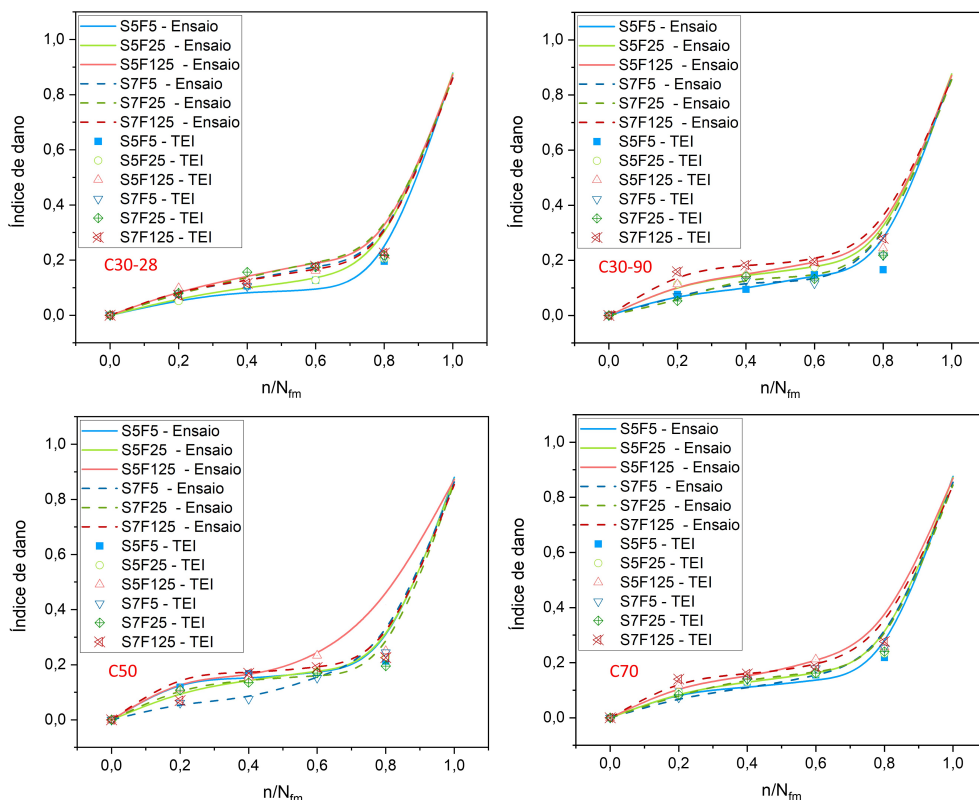 Índice de dano
1,0
0,8
0,6
0,4
0,2
0,0
S5F5 - Ensaio
S5F25 - Ensaio
S5F125 - Ensaio
S7F5 - Ensaio
S7F25 - Ensaio
S7F125 - Ensaio
S5F5 - TEI
S5F25 - TEI
S5F125 - TEI
S7F5 - TEI
S7F25 - TEI
S7F125 - TEI
C30-28
0,0 0,2 0,4 0,6 0,8 1,0
n/Nfm
Índice de dano
1,0
0,8
0,6
0,4
0,2
0,0
S5F5 - Ensaio
S5F25 - Ensaio
S5F125 - Ensaio
S7F5 - Ensaio
S7F25 - Ensaio
S7F125 - Ensaio
S5F5 - TEI
S5F25 - TEI
S5F125 - TEI
S7F5 - TEI
S7F25 - TEI
S7F125 - TEI
C30-90
0,0 0,2 0,4 0,6 0,8 1,0
n/Nfm
Índice de dano
1,0
0,8
0,6
0,4
0,2
0,0
S5F5 - Ensaio
S5F25 - Ensaio
S5F125 - Ensaio
S7F5 - Ensaio
S7F25 - Ensaio
S7F125 - Ensaio
S5F5 - TEI
S5F25 - TEI
S5F125 - TEI
S7F5 - TEI
S7F25 - TEI
S7F125 - TEI
C50
0,0 0,2 0,4 0,6 0,8 1,0
n/Nfm
Índice de dano
1,0
0,8
0,6
0,4
0,2
0,0
S5F5 - Ensaio
S5F25 - Ensaio
S5F125 - Ensaio
S7F5 - Ensaio
S7F25 - Ensaio
S7F125 - Ensaio
S5F5 - TEI
S5F25 - TEI
S5F125 - TEI
S7F5 - TEI
S7F25 - TEI
S7F125 - TEI
C70
0,0 0,2 0,4 0,6 0,8 1,0
n/Nfm